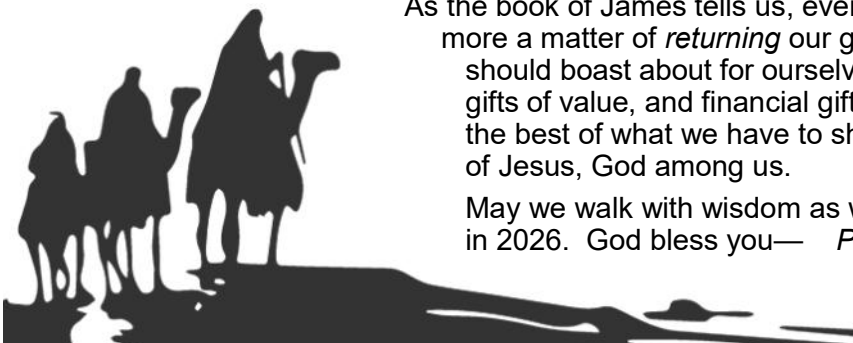 As the book of James tells us, ever
more a matter of returning our g
should boast about for ourselv
gifts of value, and financial gift
the best of what we have to sh
of Jesus, God among us.
May we walk with wisdom as w
in 2026.  God bless you—    P